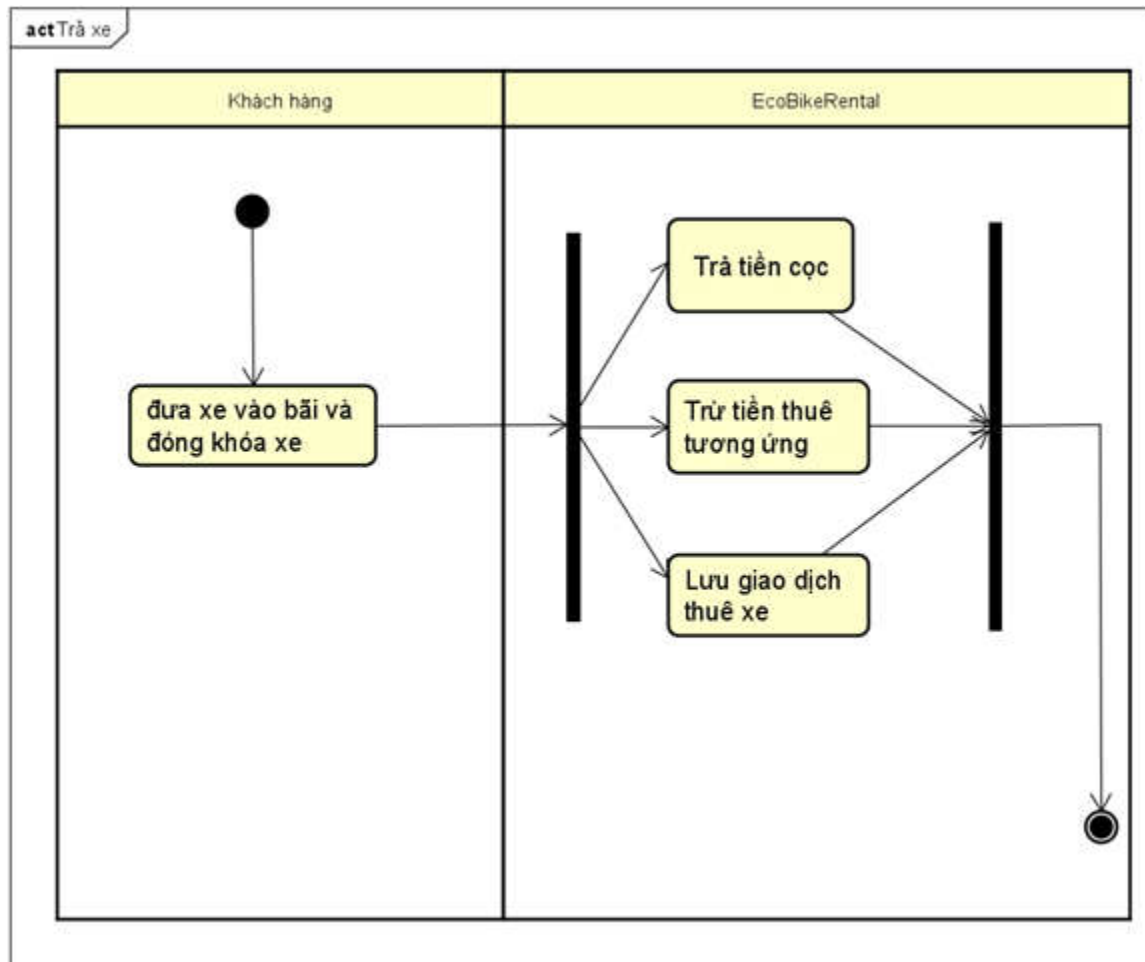 act Trả xe
Khách hàng
EcoBikeRental
Trả tiền cọc
đưa xe vào bãi và
đóng khóa xe
Trừ tiền thuê
tương ứng
Lưu giao dịch
thuê xe